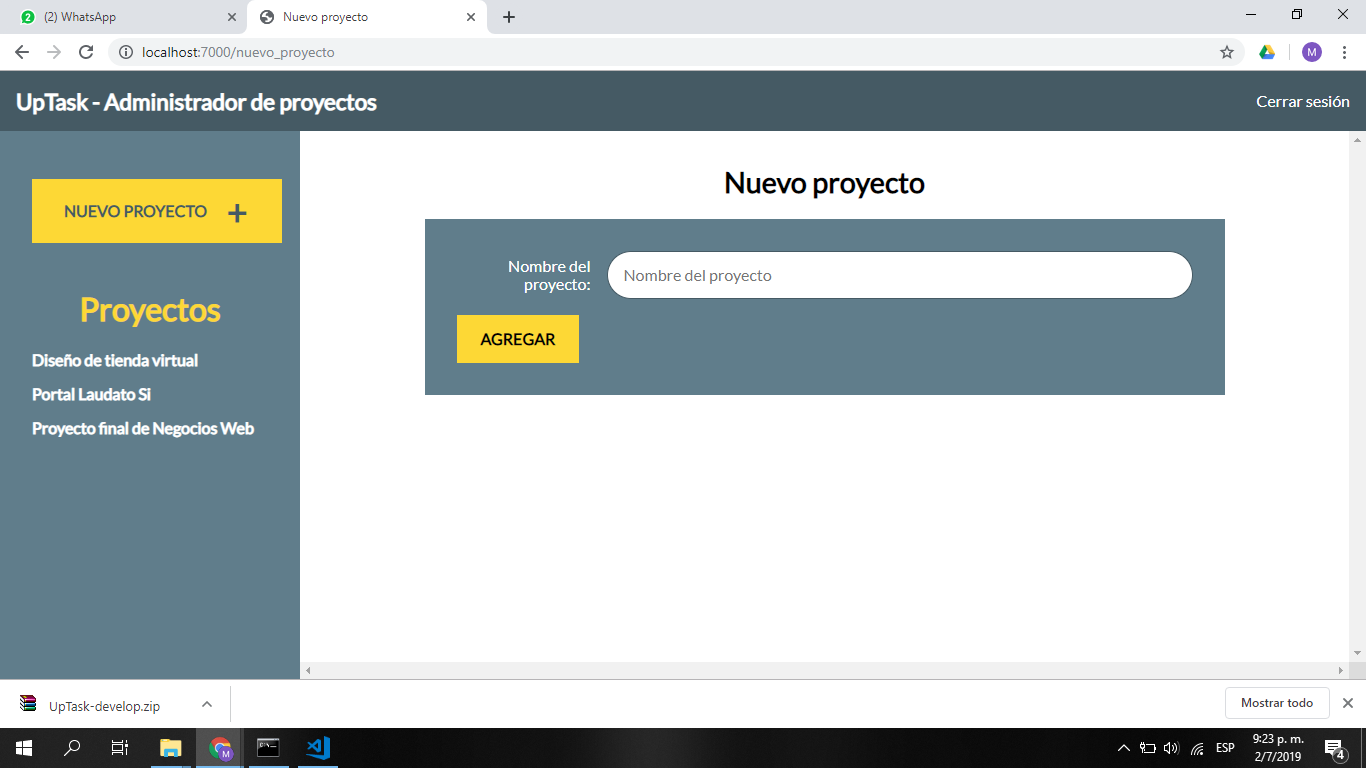 (2) WhatsApp
Nuevo proyecto
localhost:7000/nuevo_proyecto
M
UpTask - Administrador de proyectos
Cerrar sesión
NUEVO PROYECTO +
Proyectos
Diseño de tienda virtual
Portal Laudato Si
Proyecto final de Negocios Web
Nuevo proyecto
Nombre del
proyecto:
Nombre del proyecto
AGREGAR
UpTask-develop.zip
Mostrar todo
M
ESP
9:23 p. m.
2/7/2019
4